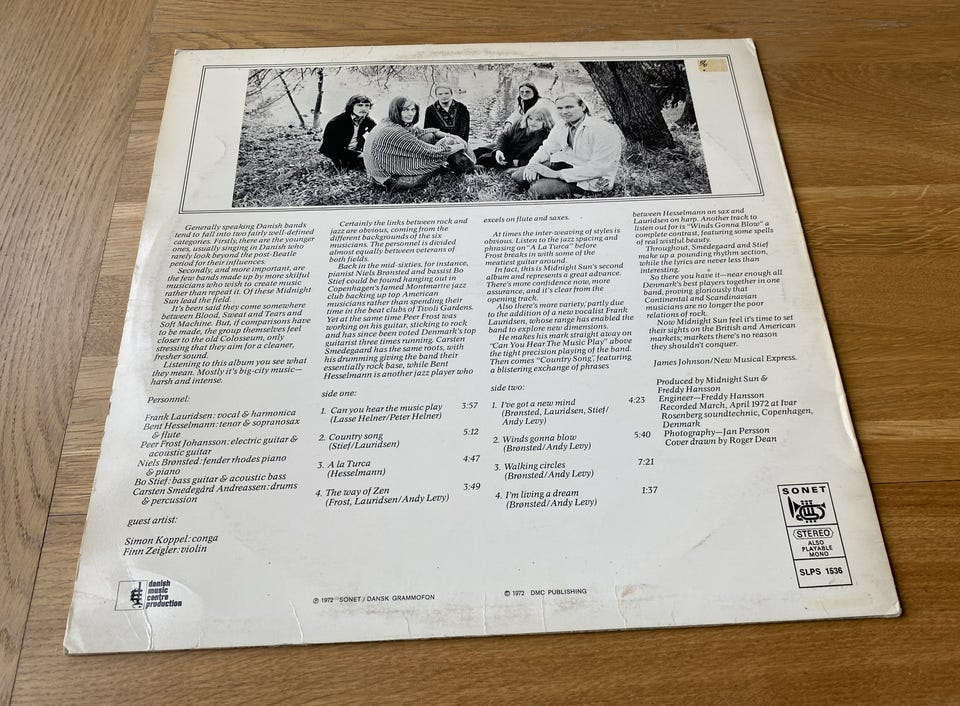 Generally speaking Danish bands
tend to fall into two fairly well-defined
categories. Firstly, there are the younger
ones, usually singing in Danish who
rarely look beyond the post-Beatle
period for their influences.
Secondly, and more important, are
the few bands made up by more skilful
musicians who wish to create music
rather than repeat it. Of these Midnight
Sun lead the field.
It's been said they come somewhere
between Blood, Sweat and Tears and
Soft Machine. But, if comparisons have
to be made, the group themselves feel
closer to the old Colosseum, only
stressing that they aim for a cleaner,
fresher sound.
Listening to this album you see what
they mean. Mostly it's big-city music—
harsh and intense.
Certainly the links between rock and
jazz are obvious, coming from the
different backgrounds of the six
musicians. The personnel is divided
almost equally between veterans of
both fields.
Back in the mid-sixties, for instance,
pianist Niels Brønsted and bassist Bo
Stief could be found hanging out in
Copenhagen's famed Montmartre jazz
club backing up top American
musicians rather than spending their
time in the beat clubs of Tivoli Gardens.
Yet at the same time Peer Frost was
working on his guitar, sticking to rock
and has since been voted Denmark's top
guitarist three times running. Carsten
Smedegaard has the same roots, with
his drumming giving the band their
essentially rock base, while Bent
Hesselmann is another jazz player who
excels on flute and saxes.
At times the inter-weaving of styles is
obvious. Listen to the jazz spacing and
phrasing on "A La Turca" before
Frost breaks in with some of the
meatiest guitar around.
In fact, this is Midnight Sun's second
album and represents a great advance.
There's more confidence now, more
assurance, and it's clear from the
opening track.
Also there's more variety, partly due
to the addition of a new vocalist Frank
Lauridsen, whose range has enabled the
band to explore new dimensions.
He makes his mark straight away on
"Can You Hear The Music Play" above
the tight precision playing of the band.
Then comes "Country Song", featuring
a blistering exchange of phrases
between Hesselmann on sax and
Lauridsen on harp. Another track to
listen out for is "Winds Gonna Blow" a
complete contrast, featuring some spells
of real wistful beauty.
Throughout, Smedegaard and Stief
make up a pounding rhythm section,
while the lyrics are never less than
interesting.
So there you have it—near enough all
Denmark's best players together in one
band, proving gloriously that
Continental and Scandinavian
musicians are no longer the poor
relations of rock.
Now Midnight Sun feel it's time to set
their sights on the British and American
markets; markets there's no reason
they shouldn't conquer.
James Johnson/New Musical Express.
Personnel:
Frank Lauridsen: vocal & harmonica
Bent Hesselmann: tenor & sopranosax
& flute
Peer Frost Johansson: electric guitar &
acoustic guitar
Niels Brønsted: fender rhodes piano
& piano
Bo Stief: bass guitar & acoustic bass
Carsten Smedegård Andreassen: drums
& percussion
guest artist:
Simon Koppel: conga
Finn Zeigler: violin
side one:
1. Can you hear the music play 3:57
(Lasse Helner/Peter Helner)
2. Country song 5:12
(Stief/Lauridsen)
3. A la Turca 4:47
(Hesselmann)
4. The way of Zen 3:49
(Frost, Lauridsen/Andy Levy)
side two:
1. I've got a new mind 4:23
(Brønsted, Lauridsen, Stief/
Andy Levy)
2. Winds gonna blow 5:40
(Brønsted/Andy Levy)
3. Walking circles 7:21
(Brønsted/Andy Levy)
4. I'm living a dream 1:37
(Brønsted/Andy Levy)
Produced by Midnight Sun &
Freddy Hansson
Engineer—Freddy Hansson
Recorded March, April 1972 at Ivar
Rosenberg soundtechnic, Copenhagen,
Denmark
Photography—Jan Persson
Cover drawn by Roger Dean
SONET
STEREO
ALSO
PLAYABLE
MONO
SLPS 1536
danish
music
centre
production
℗ 1972 SONET / DANSK GRAMMOFON
© 1972 DMC PUBLISHING